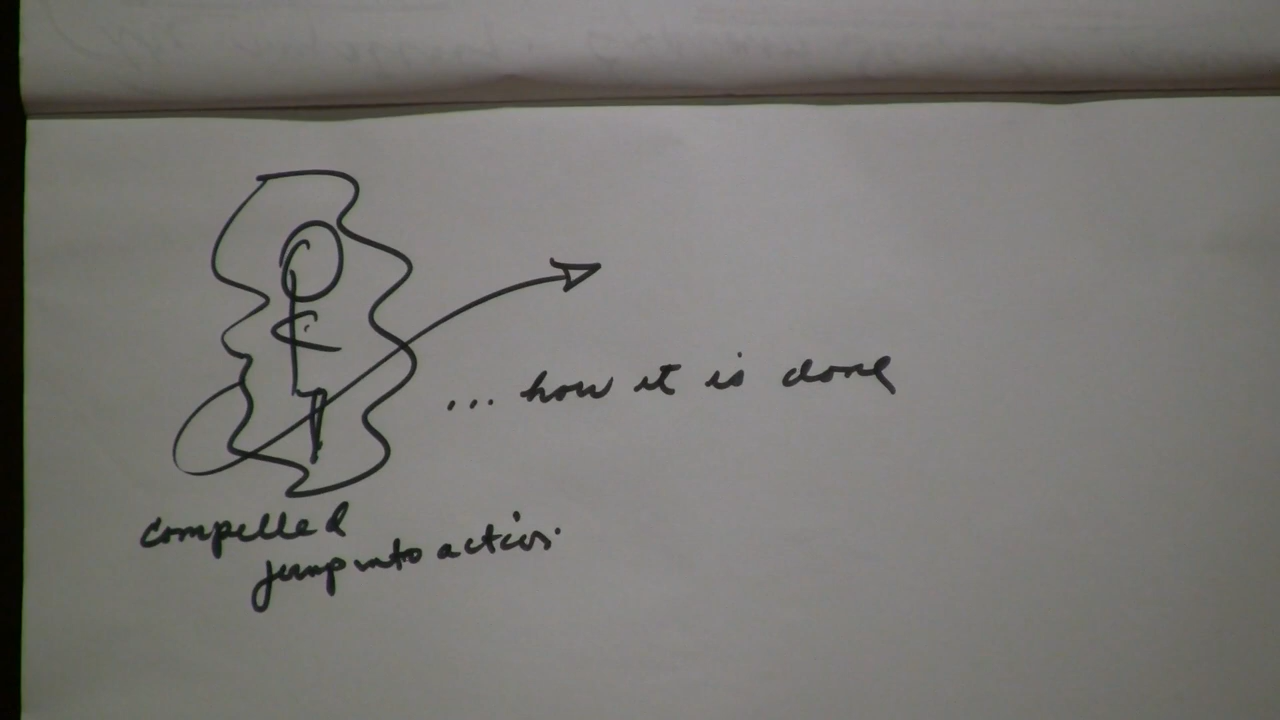 ... how it is done
compelled
jump into action.